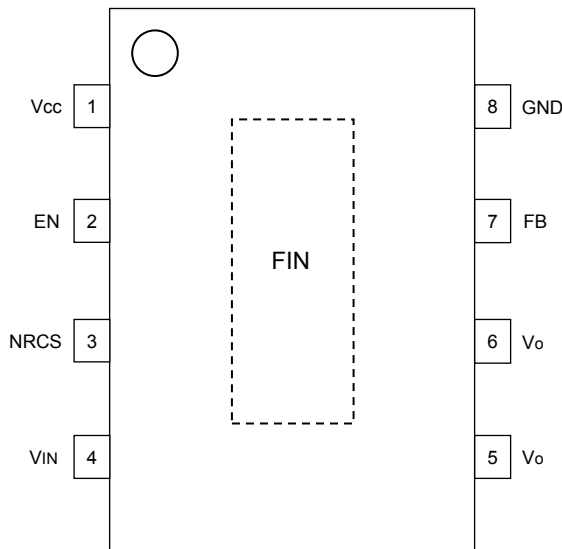 Vcc 1 8 GND
EN 2 7 FB
FIN
NRCS 3 6 Vo
VIN 4 5 Vo